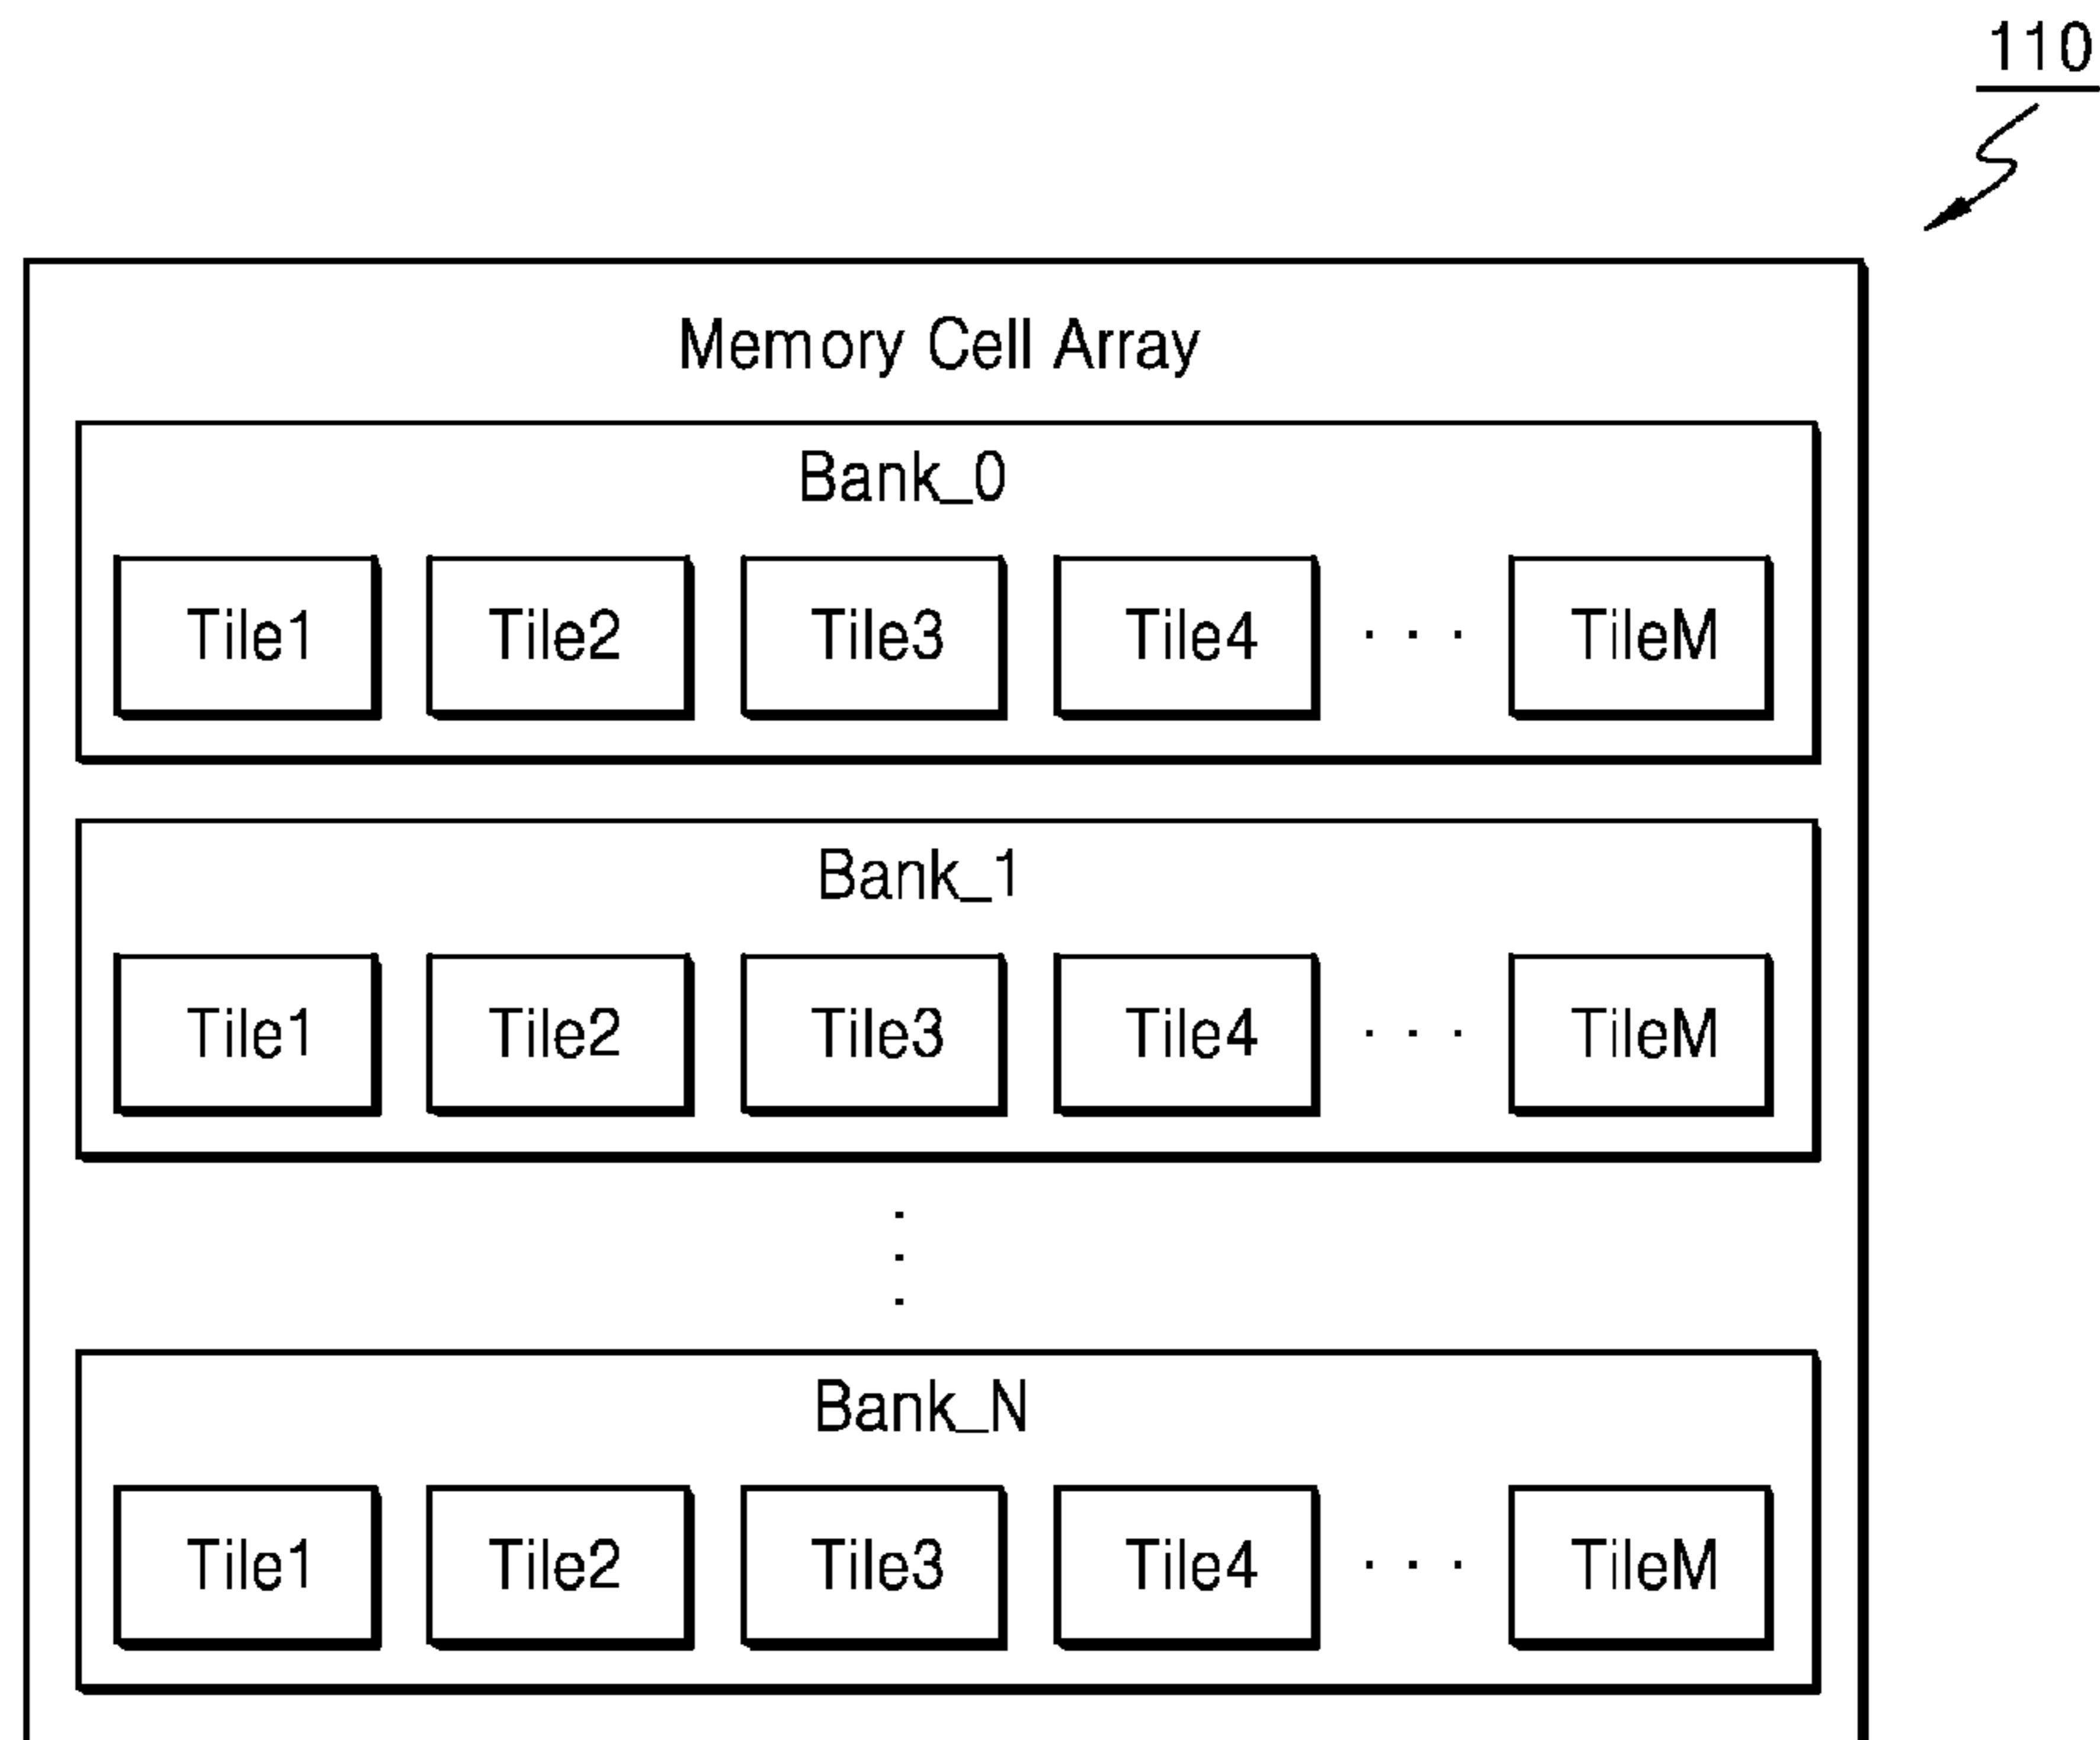 110
Memory Cell Array
Bank_0
Tile1 Tile2 Tile3 Tile4 · · · TileM
Bank_1
Tile1 Tile2 Tile3 Tile4 · · · TileM
Bank_N
Tile1 Tile2 Tile3 Tile4 · · · TileM